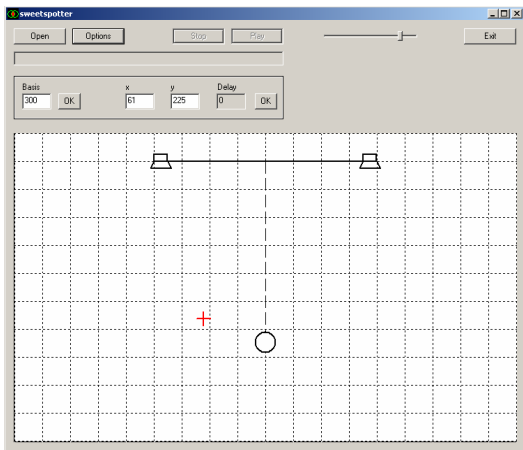 sweetspotter
Open Options Stop Play Exit
Basis x y Delay
300 OK 61 225 0 OK